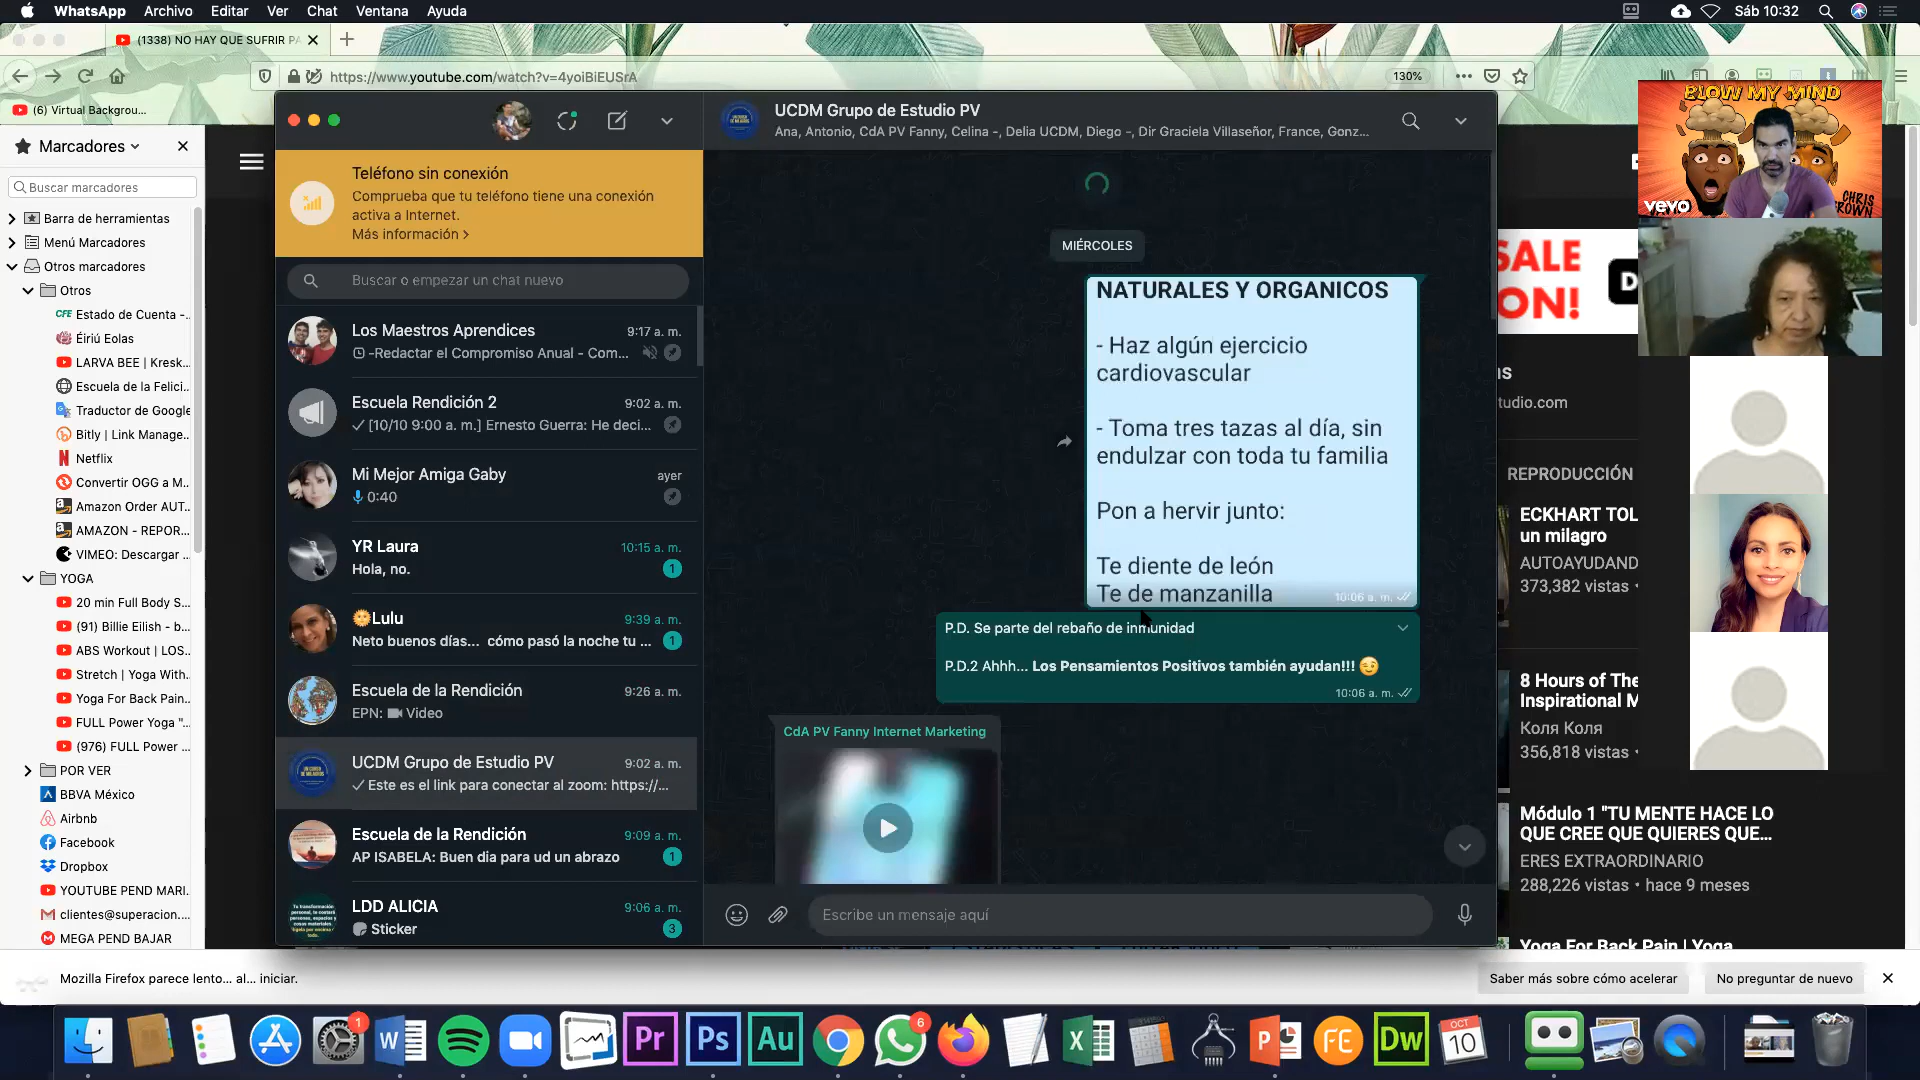 WhatsApp Archivo Editar Ver Chat Ventana Ayuda
Sáb 10:32
(1338) NO HAY QUE SUFRIR PA
https://www.youtube.com/watch?v=4yoiBiEUSrA
130%
(6) Virtual Backgrou...
Marcadores
Buscar marcadores
Barra de herramientas
Menú Marcadores
Otros marcadores
Otros
CFE Estado de Cuenta -...
Éiriú Eolas
LARVA BEE | Kresk...
Escuela de la Felici...
Traductor de Google
Bitly | Link Manage...
Netflix
Convertir OGG a M...
Amazon Order AUT...
AMAZON - REPOR...
VIMEO: Descargar ...
YOGA
20 min Full Body S...
(91) Billie Eilish - b...
ABS Workout | LOS...
Stretch | Yoga With...
Yoga For Back Pain...
FULL Power Yoga "...
(976) FULL Power ...
POR VER
BBVA México
Airbnb
Facebook
Dropbox
YOUTUBE PEND MARI...
clientes@superacion....
MEGA PEND BAJAR
Teléfono sin conexión
Comprueba que tu teléfono tiene una conexión
activa a Internet.
Más información >
Buscar o empezar un chat nuevo
Los Maestros Aprendices 9:17 a. m.
-Redactar el Compromiso Anual - Com...
Escuela Rendición 2 9:02 a. m.
[10/10 9:00 a. m.] Ernesto Guerra: He deci...
Mi Mejor Amiga Gaby ayer
0:40
YR Laura 10:15 a. m.
Hola, no. 1
🌞Lulu 9:39 a. m.
Neto buenos días... cómo pasó la noche tu ... 1
Escuela de la Rendición 9:26 a. m.
EPN: Video
UCDM Grupo de Estudio PV 9:02 a. m.
Este es el link para conectar al zoom: https://...
Escuela de la Rendición 9:09 a. m.
AP ISABELA: Buen dia para ud un abrazo 1
LDD ALICIA 9:06 a. m.
Sticker 3
UCDM Grupo de Estudio PV
Ana, Antonio, CdA PV Fanny, Celina -, Delia UCDM, Diego -, Dir Graciela Villaseñor, France, Gonz...
MIÉRCOLES
NATURALES Y ORGANICOS
- Haz algún ejercicio
cardiovascular
- Toma tres tazas al día, sin
endulzar con toda tu familia
Pon a hervir junto:
Te diente de león
Te de manzanilla
10:06 a. m.
P.D. Se parte del rebaño de inmunidad
P.D.2 Ahhh... Los Pensamientos Positivos también ayudan!!! 😉
10:06 a. m.
CdA PV Fanny Internet Marketing
Escribe un mensaje aquí
BLOW MY MIND
vevo
CHRIS
BROWN
SALE
ON!
tudio.com
REPRODUCCIÓN
ECKHART TOL
un milagro
AUTOAYUDAND
373,382 vistas •
8 Hours of The
Inspirational M
Коля Коля
356,818 vistas •
Módulo 1 "TU MENTE HACE LO
QUE CREE QUE QUIERES QUE...
ERES EXTRAORDINARIO
288,226 vistas • hace 9 meses
Yoga For Back Pain | Yoga
Mozilla Firefox parece lento... al... iniciar.
Saber más sobre cómo acelerar
No preguntar de nuevo
1
W
Pr
Ps
Au
6
X
P
FE
Dw
OCT
10